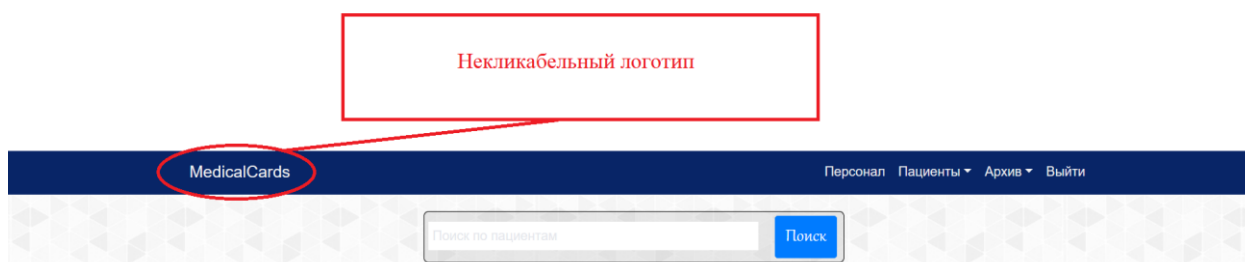 Некликабельный логотип
MedicalCards Персонал Пациенты Архив Выйти
Поиск по пациентам Поиск